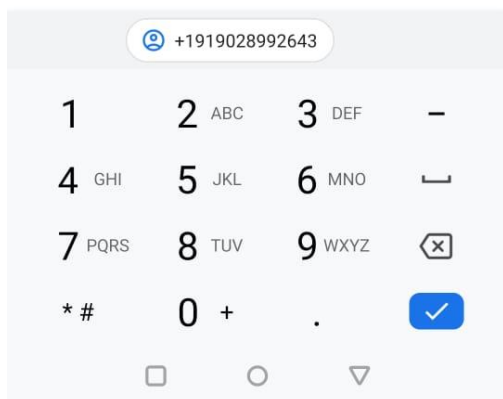 +1919028992643
1 2 ABC 3 DEF –
4 GHI 5 JKL 6 MNO
7 PQRS 8 TUV 9 WXYZ
* # 0 + .